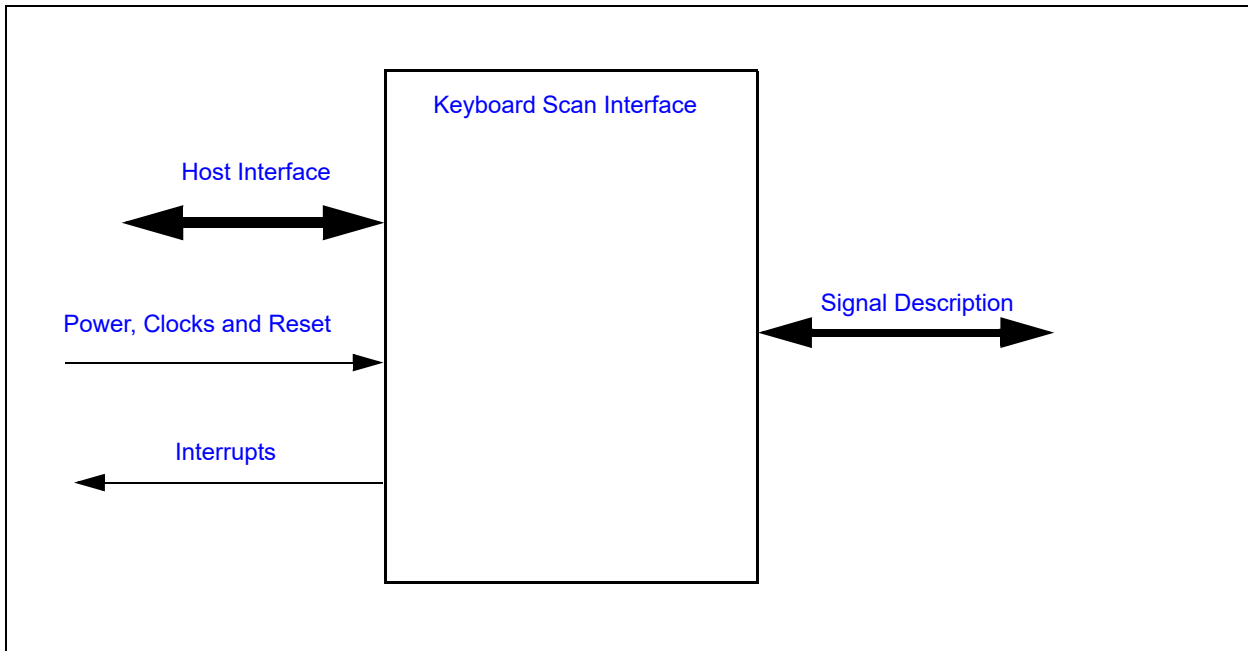 Keyboard Scan Interface
Host Interface
Signal Description
Power, Clocks and Reset
Interrupts